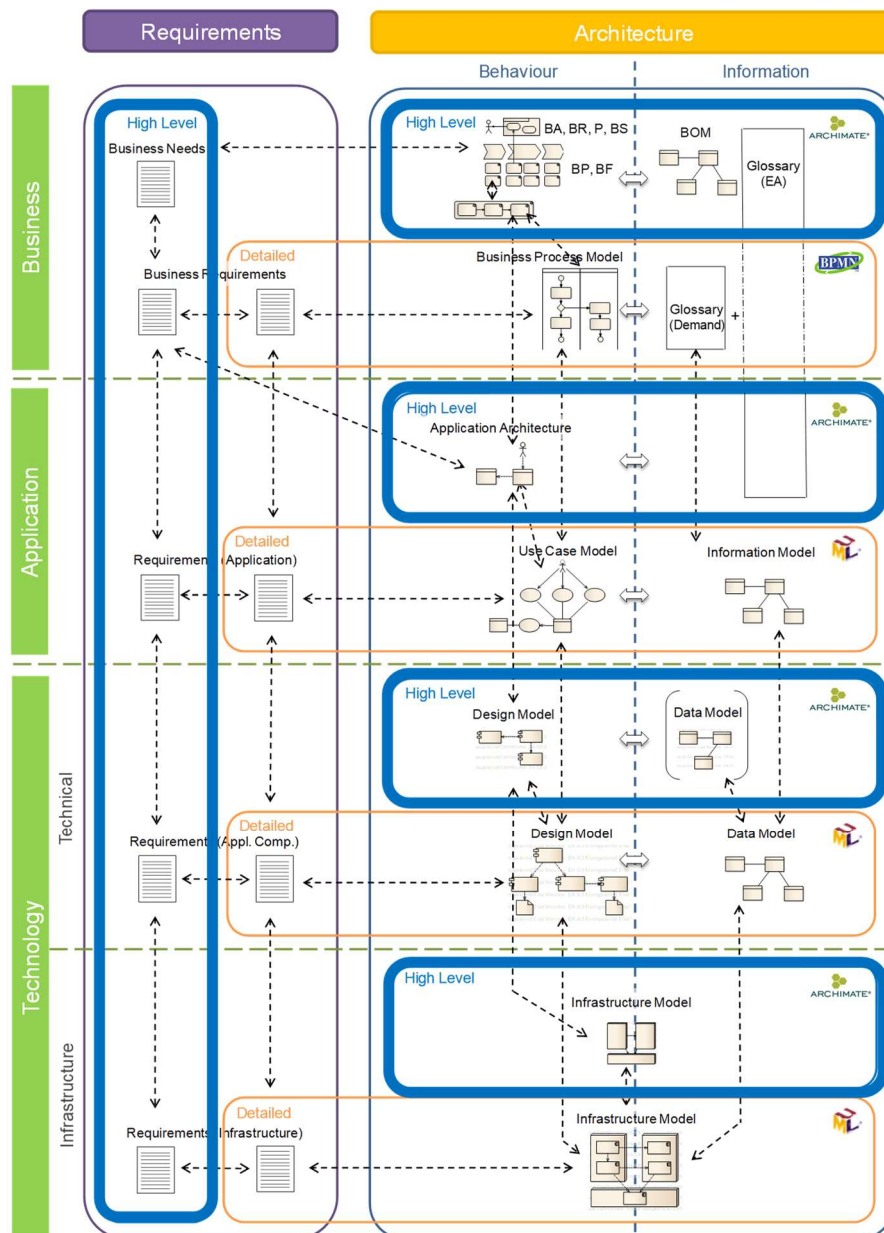 Requirements
Architecture
Behaviour
Information
Business
High Level
Business Needs
High Level
BA, BR, P, BS
BP, BF
BOM
Glossary
(EA)
ARCHIMATE®
Detailed
Business Requirements
Business Process Model
Glossary
(Demand)
+
BPMN
Application
High Level
Application Architecture
ARCHIMATE®
Detailed
Requirements (Application)
Use Case Model
Information Model
UML
Technology
Technical
High Level
Design Model
Data Model
ARCHIMATE®
Detailed
Requirements (Appl. Comp.)
Design Model
Data Model
UML
Infrastructure
High Level
Infrastructure Model
ARCHIMATE®
Detailed
Infrastructure Model
UML